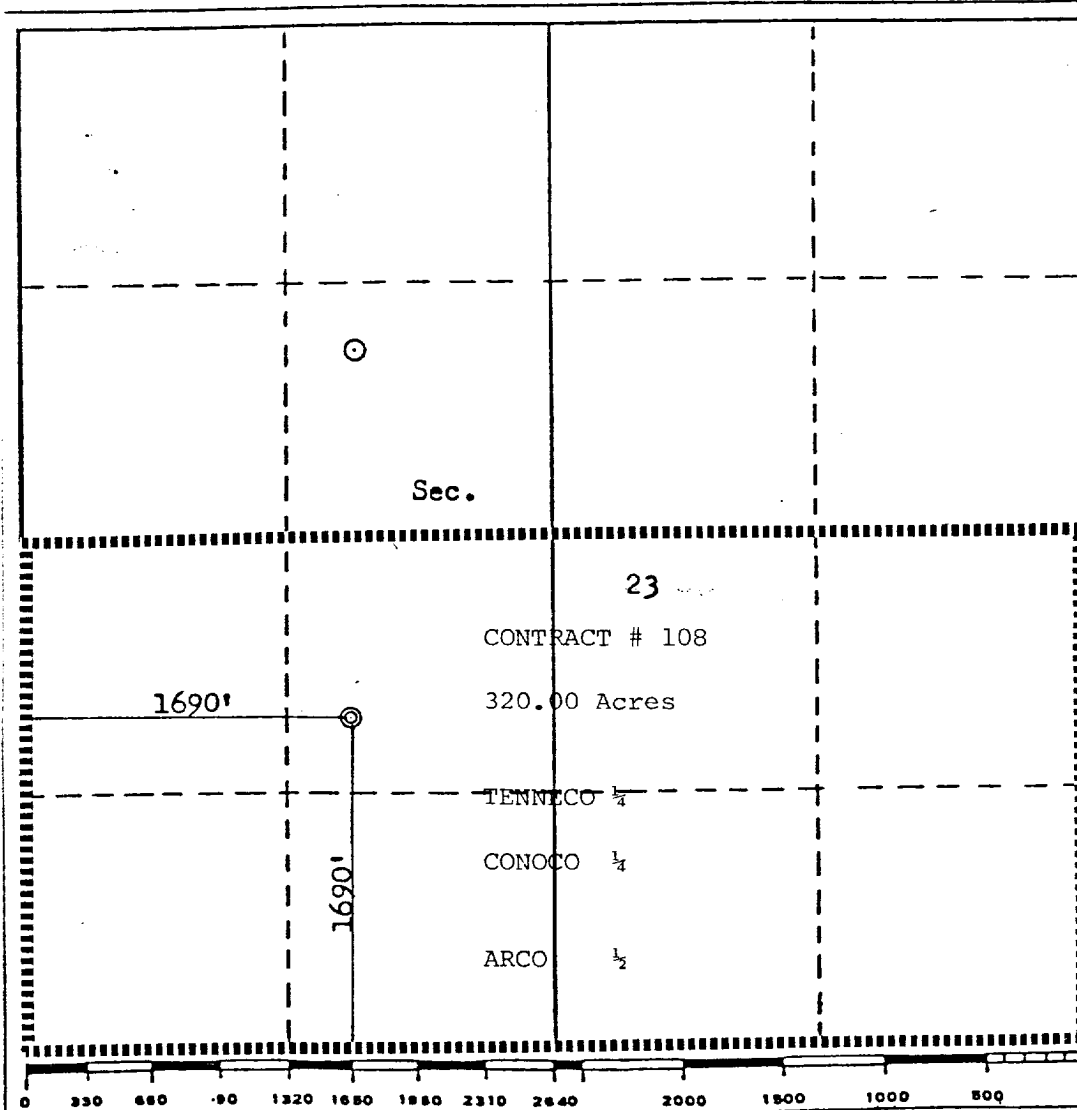 Sec.
23
CONTRACT # 108
1690'
320.00 Acres
TENNECO ¼
CONOCO ¼
1690'
ARCO ½
0 330 660 ·90 1320 1650 1980 2310 2640 2000 1500 1000 500